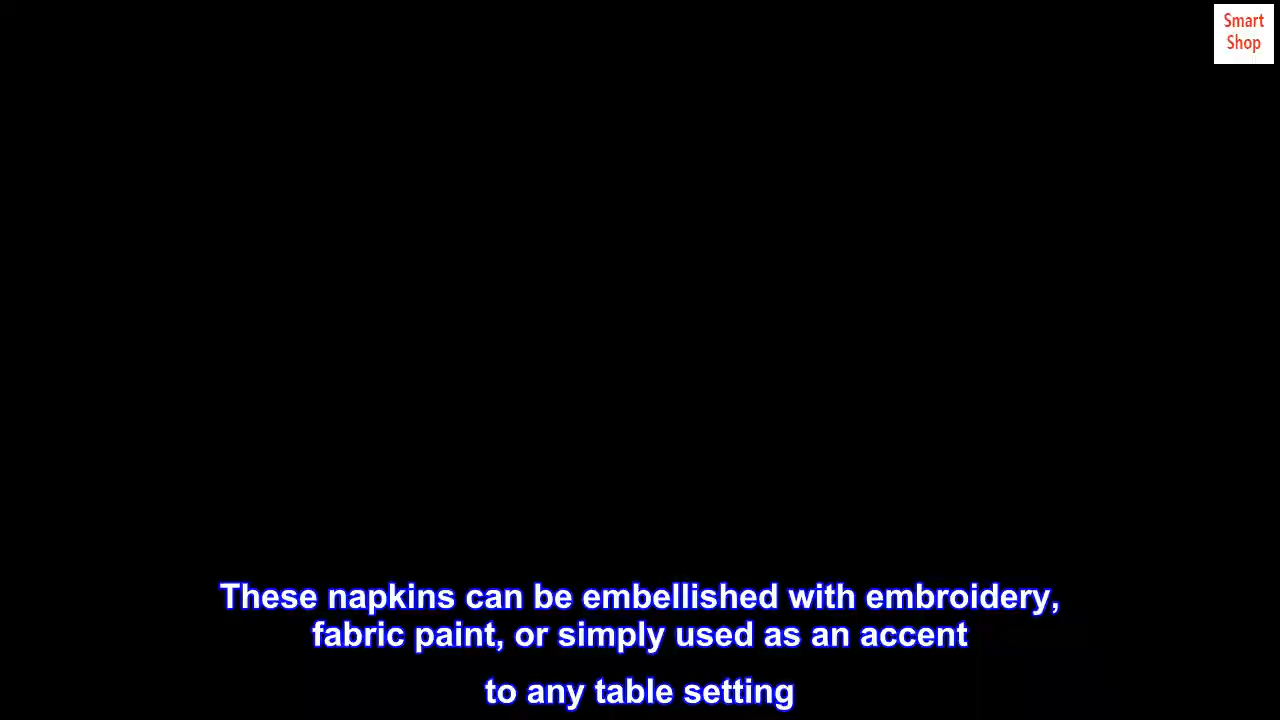 Smart
Shop
These napkins can be embellished with embroidery,
fabric paint, or simply used as an accent
to any table setting